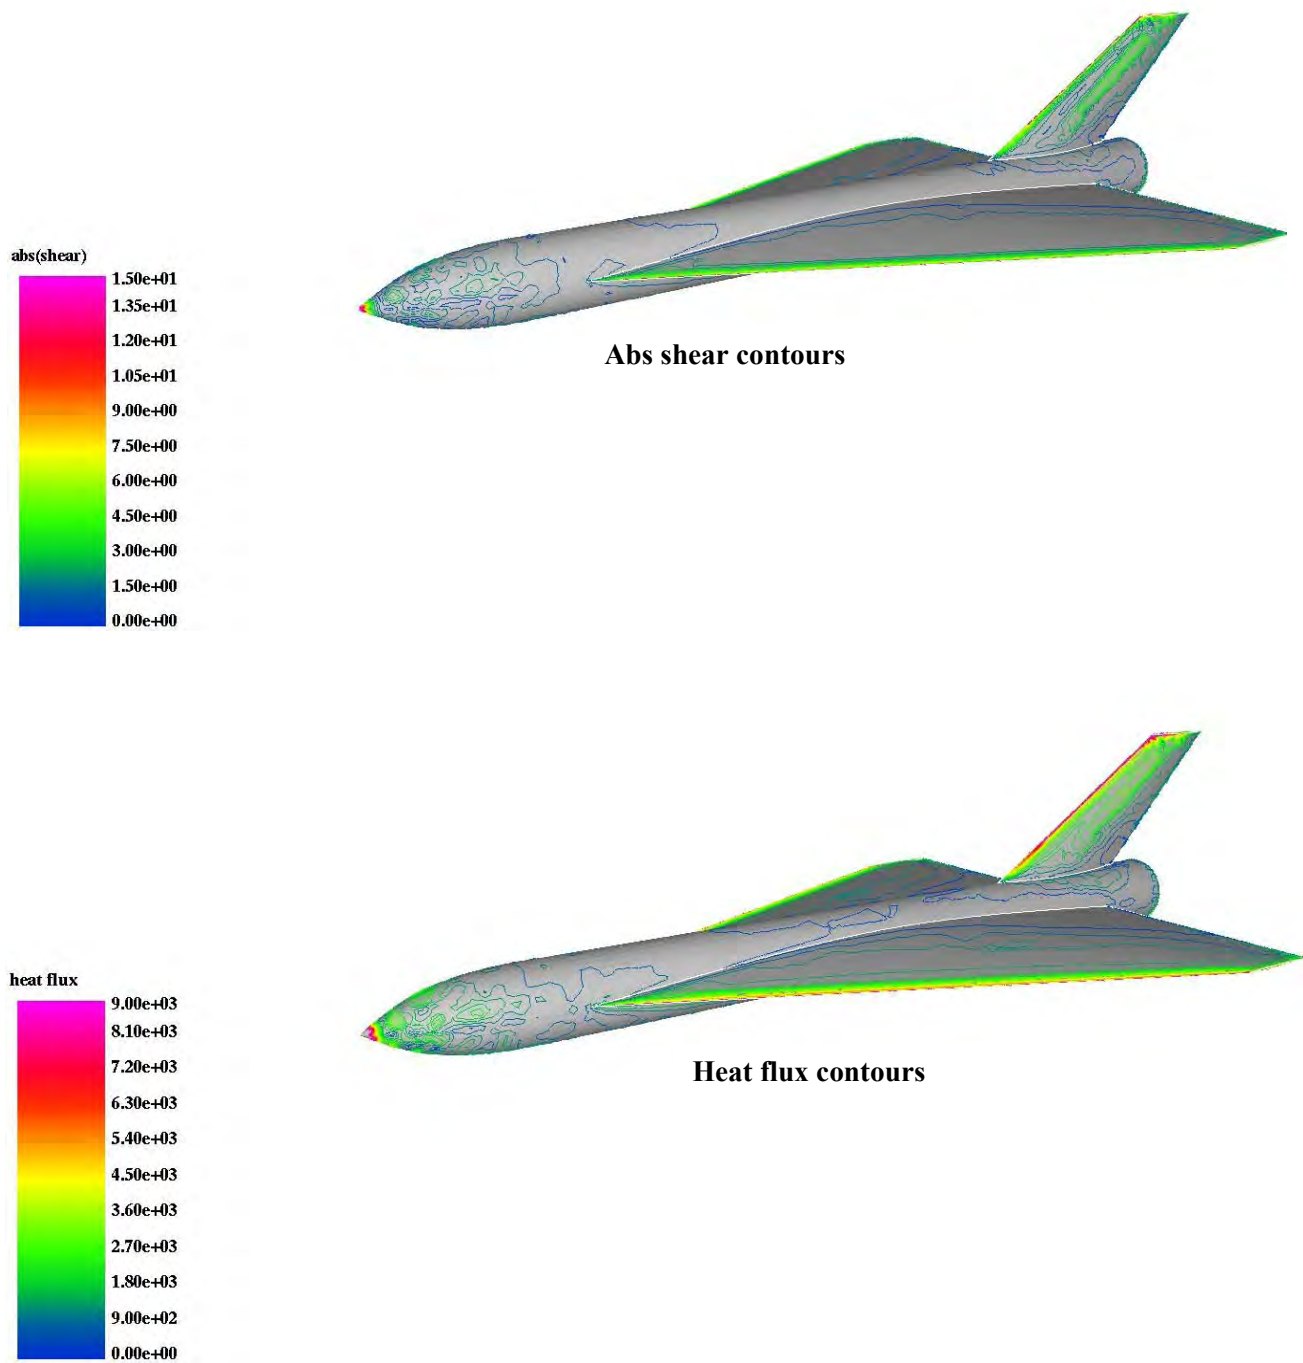 abs(shear)
1.50e+01
1.35e+01
1.20e+01
1.05e+01
9.00e+00
7.50e+00
6.00e+00
4.50e+00
3.00e+00
1.50e+00
0.00e+00
Abs shear contours
heat flux
9.00e+03
8.10e+03
7.20e+03
6.30e+03
5.40e+03
4.50e+03
3.60e+03
2.70e+03
1.80e+03
9.00e+02
0.00e+00
Heat flux contours